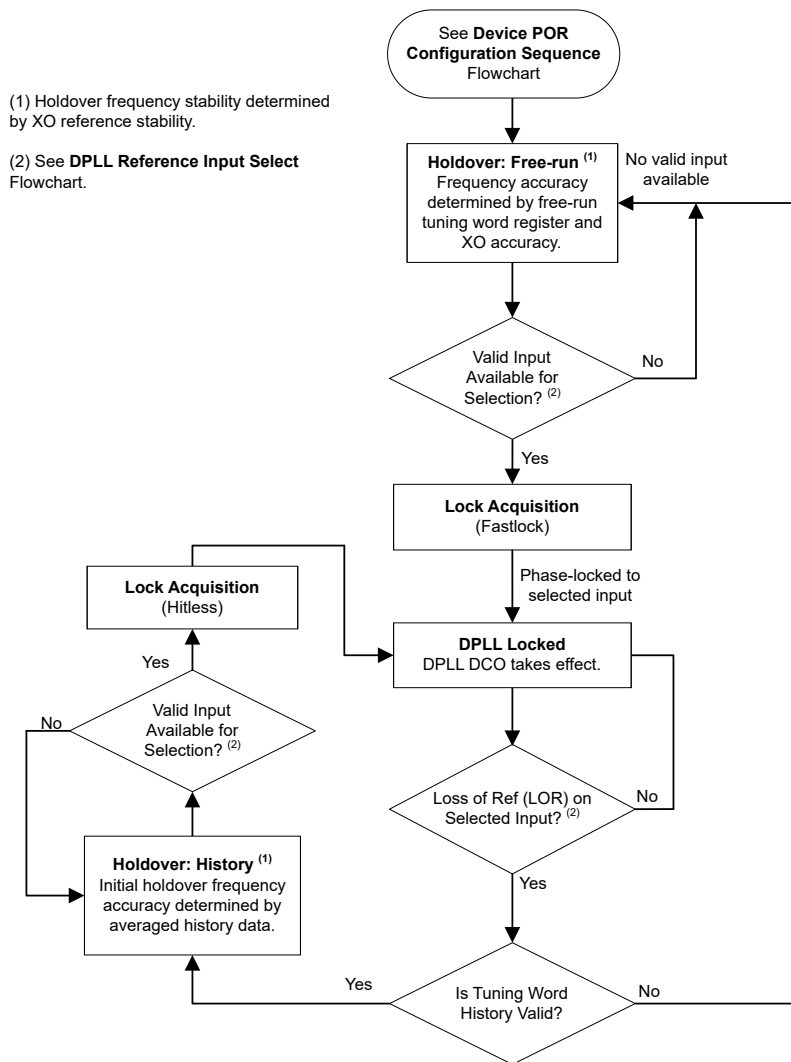 See Device POR
Configuration Sequence
Flowchart
(1) Holdover frequency stability determined
by XO reference stability.
(2) See DPLL Reference Input Select
Flowchart.
Holdover: Free-run (1)
Frequency accuracy
determined by free-run
tuning word register and
XO accuracy.
No valid input
available
Valid Input
Available for
Selection? (2)
No
Yes
Lock Acquisition
(Fastlock)
Phase-locked to
selected input
Lock Acquisition
(Hitless)
DPLL Locked
DPLL DCO takes effect.
Yes
No
Valid Input
Available for
Selection? (2)
Loss of Ref (LOR) on
Selected Input? (2)
No
Yes
Holdover: History (1)
Initial holdover frequency
accuracy determined by
averaged history data.
Yes
Is Tuning Word
History Valid?
No